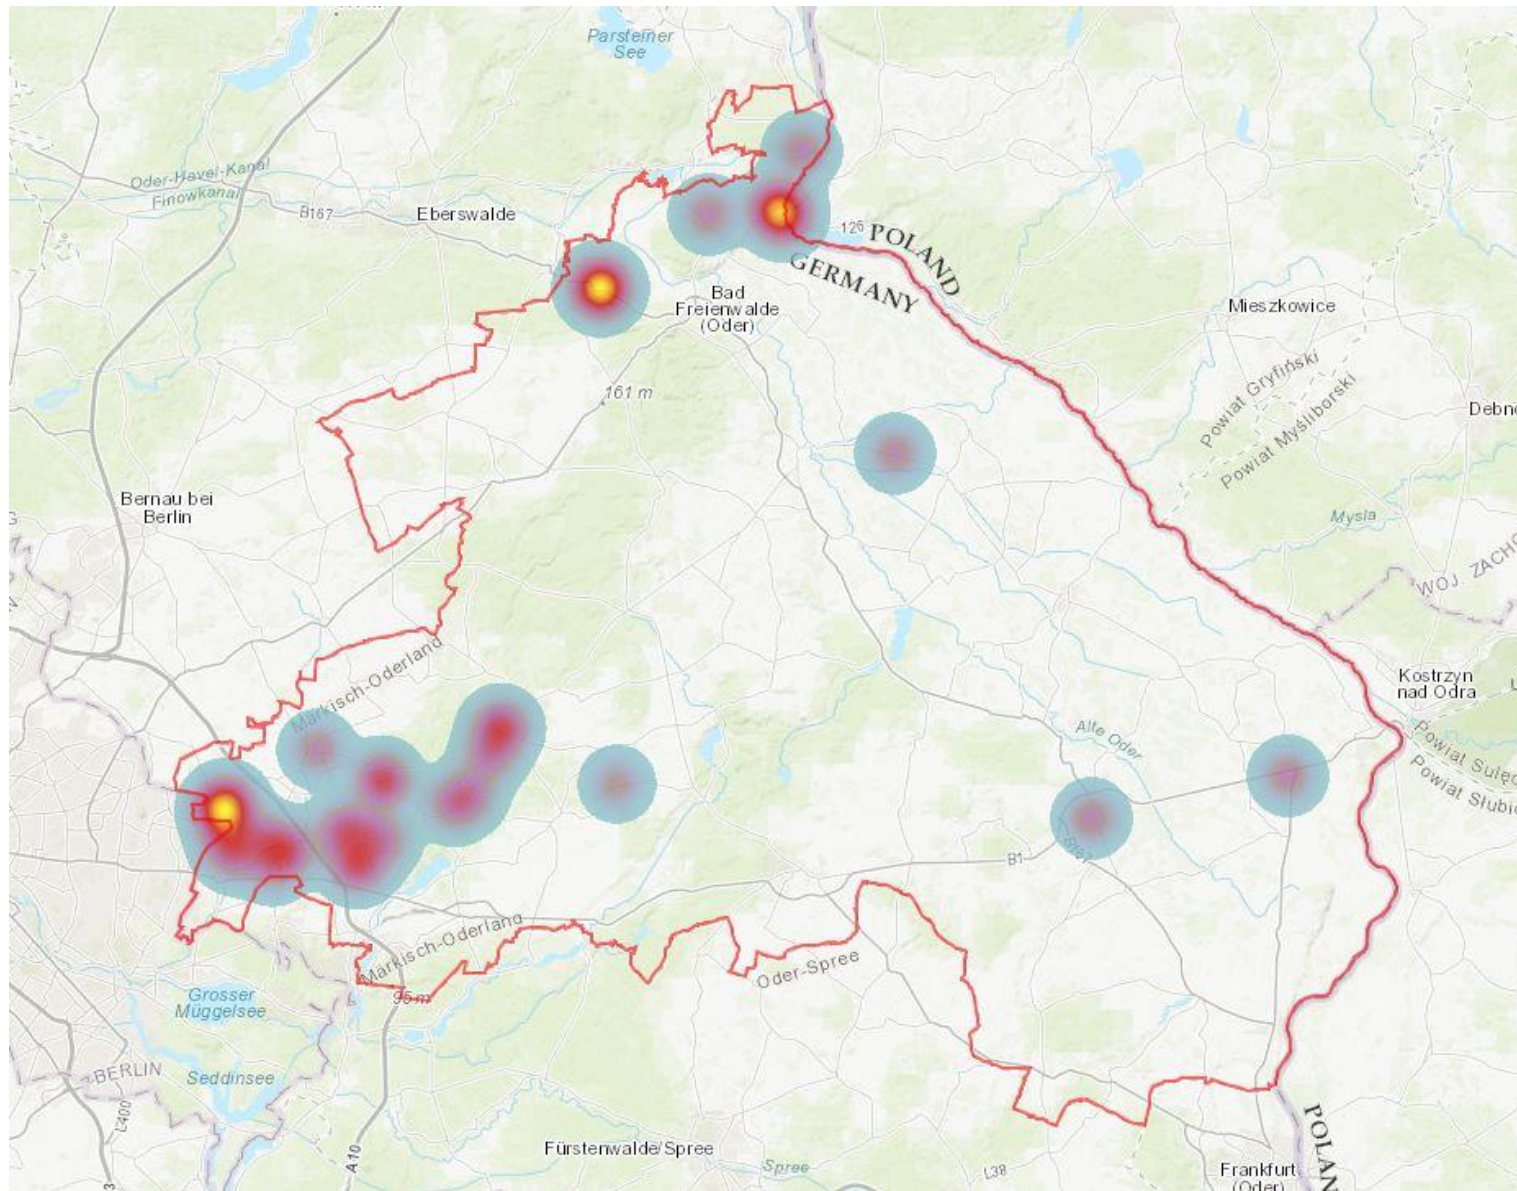 Parsteiner
See
Oder-Havel-Kanal
Finowkanal
B167
Eberswalde
126
POLAND
GERMANY
Bad
Freienwalde
(Oder)
Mieszkowice
Powiat Gryfiński
Powiat Myśliborski
161 m
Bernau bei
Berlin
Mysla
WOJ. ZACHO
Märkisch-Oderland
Kostrzyn
nad Odra
Alte Oder
Powiat Sulęc
Powiat Słubic
B167
B1
Märkisch-Oderland
Oder-Spree
95 m
Grosser
Müggelsee
BERLIN
Seddinsee
L400
A10
POLAN
Fürstenwalde/Spree
Spree
L38
Frankfurt
(Oder)